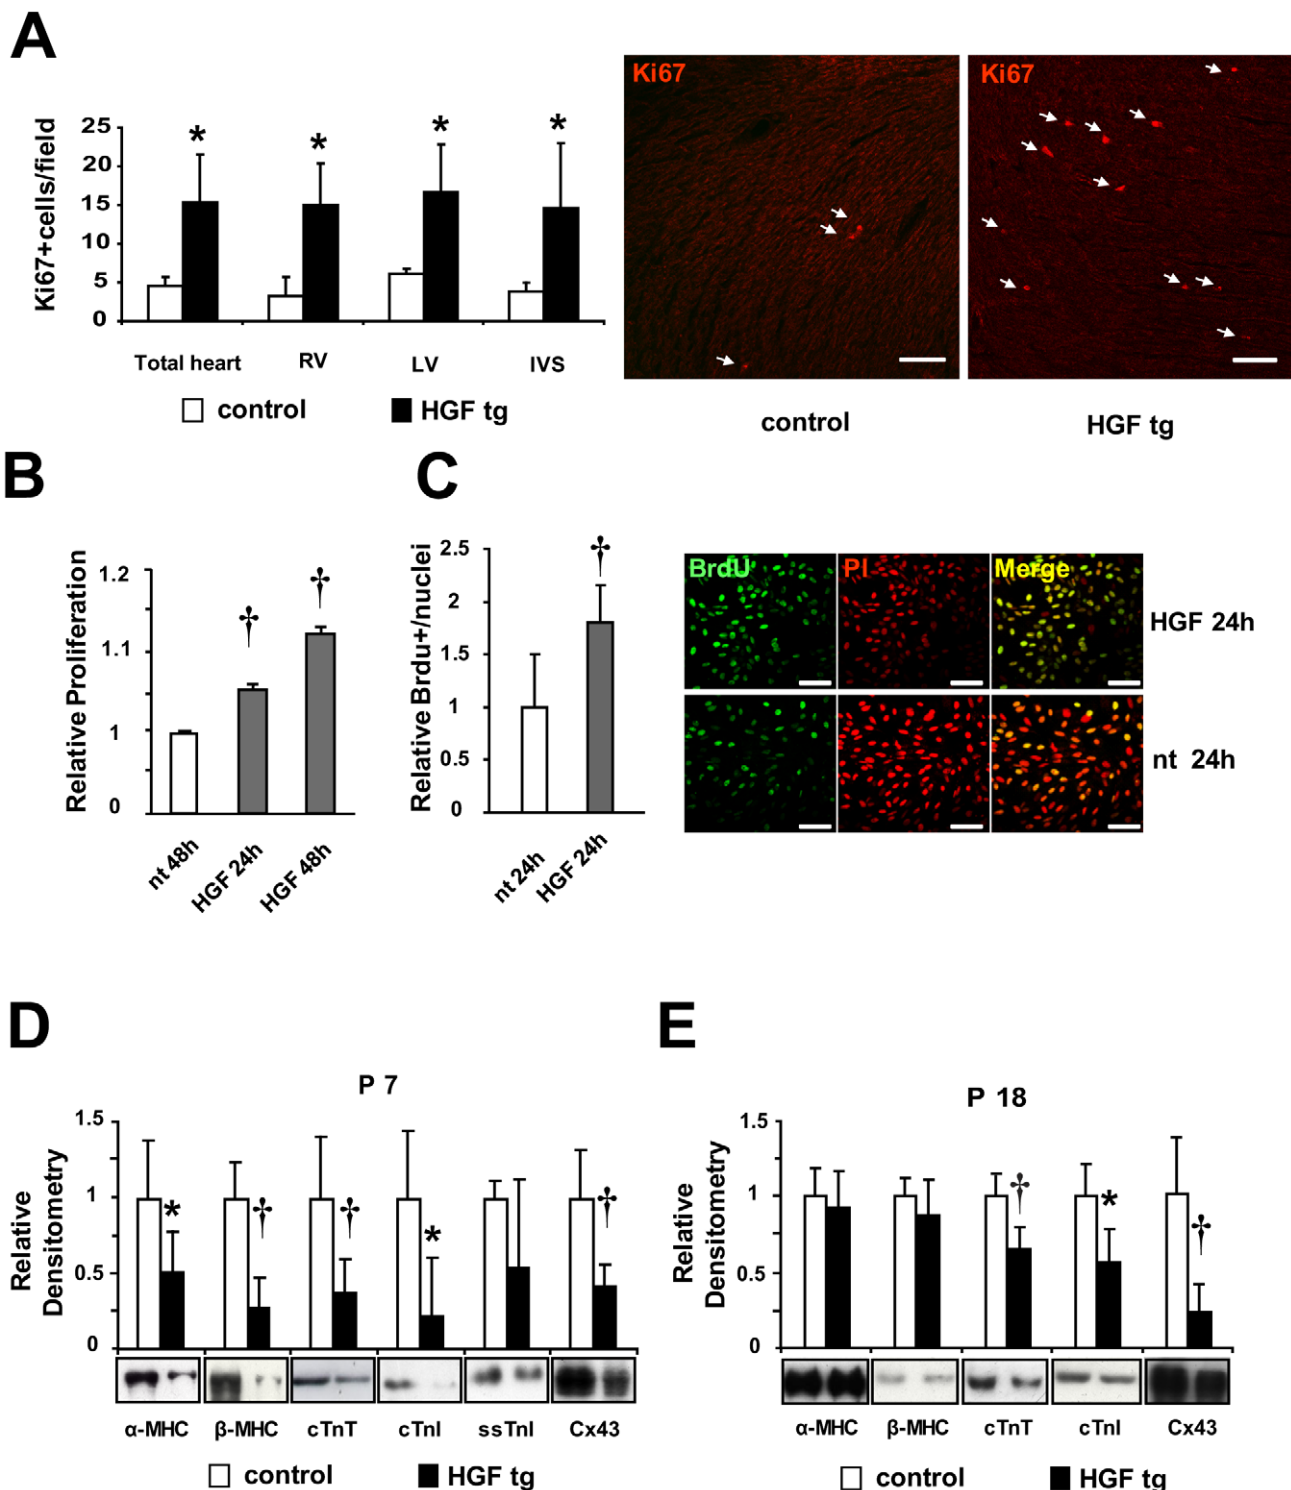 A
Ki67+cells/field
25
20
15
10
5
0
* * * *
Total heart RV LV IVS
control HGF tg
Ki67
Ki67
control
HGF tg
B
Relative Proliferation
1.2
1.1
1
0
† †
nt 48h
HGF 24h
HGF 48h
C
Relative Brdu+/nuclei
2.5
2
1.5
1
0.5
0
†
nt 24h
HGF 24h
BrdU PI Merge
HGF 24h
nt 24h
D
P 7
Relative
Densitometry
1.5
1
0.5
0
* † † * †
α-MHC β-MHC cTnT cTnI ssTnI Cx43
control HGF tg
E
P 18
Relative
Densitometry
1.5
1
0.5
0
† * †
α-MHC β-MHC cTnT cTnI Cx43
control HGF tg